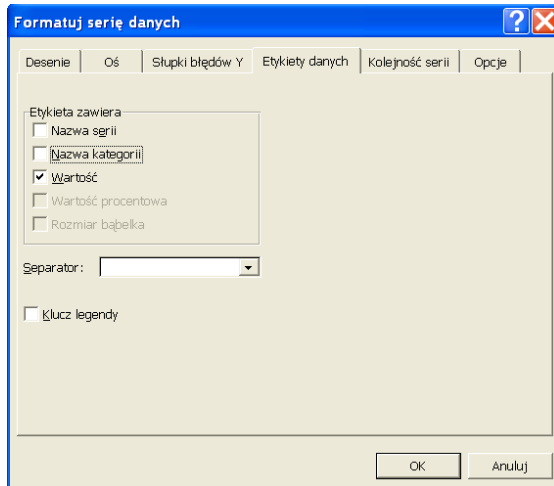 Formatuj serię danych
Desenie Oś Słupki błędów Y Etykiety danych Kolejność serii Opcje
Etykieta zawiera
Nazwa serii
Nazwa kategorii
Wartość
Wartość procentowa
Rozmiar bąbelka
Separator:
Klucz legendy
OK Anuluj